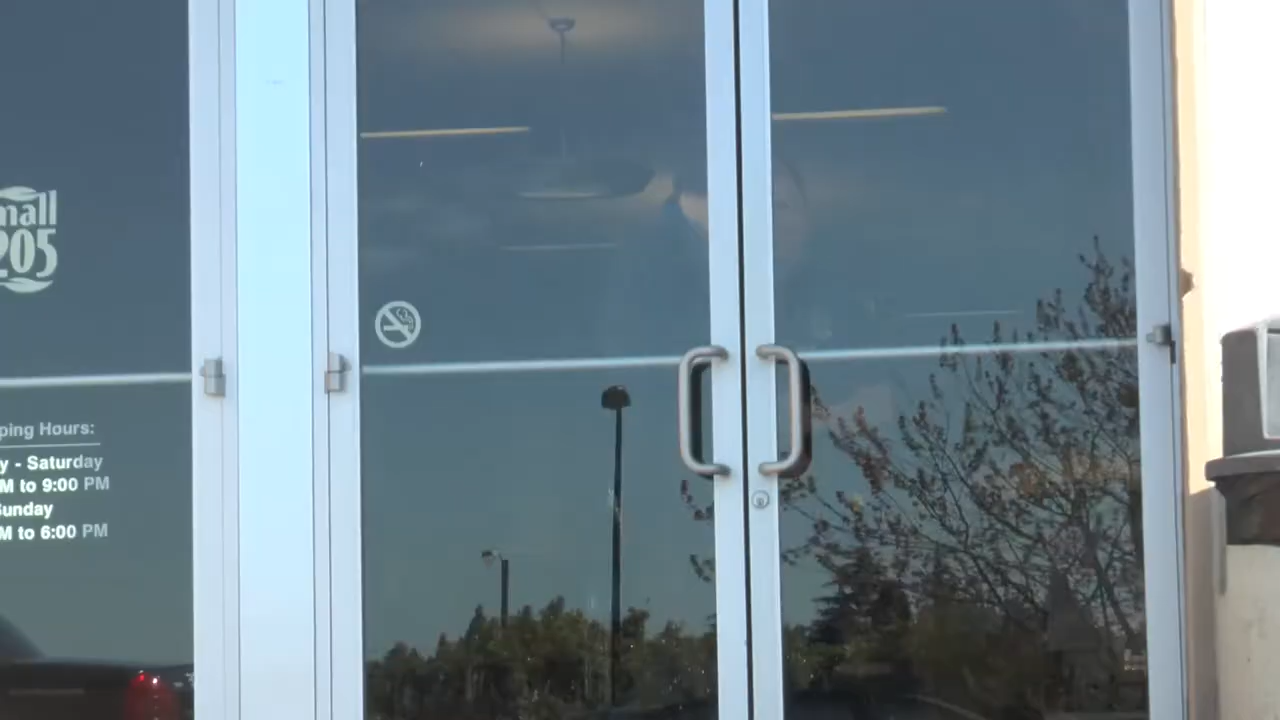 mall
205
ping Hours:
y - Saturday
M to 9:00 PM
Sunday
M to 6:00 PM